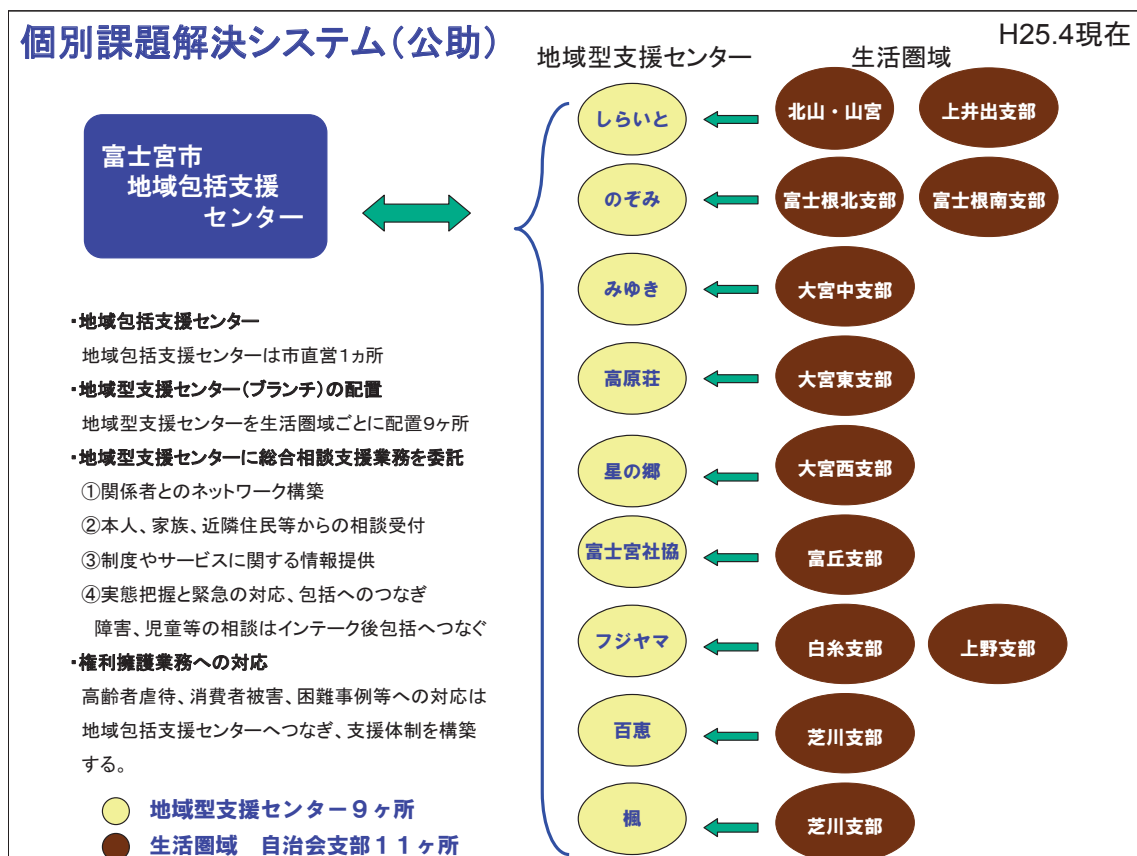 個別課題解決システム(公助)
H25.4現在
地域型支援センター
生活圏域
富士宮市
地域包括支援
センター
・地域包括支援センター
地域包括支援センターは市直営1ヵ所
・地域型支援センター(ブランチ)の配置
地域型支援センターを生活圏域ごとに配置9ヶ所
・地域型支援センターに総合相談支援業務を委託
①関係者とのネットワーク構築
②本人、家族、近隣住民等からの相談受付
③制度やサービスに関する情報提供
④実態把握と緊急の対応、包括へのつなぎ
障害、児童等の相談はインテーク後包括へつなぐ
・権利擁護業務への対応
高齢者虐待、消費者被害、困難事例等への対応は
地域包括支援センターへつなぎ、支援体制を構築
する。
地域型支援センター9ヶ所
生活圏域 自治会支部11ヶ所
しらいと
北山・山宮
上井出支部
のぞみ
富士根北支部
富士根南支部
みゆき
大宮中支部
高原荘
大宮東支部
星の郷
大宮西支部
富士宮社協
富丘支部
フジヤマ
白糸支部
上野支部
百恵
芝川支部
楓
芝川支部